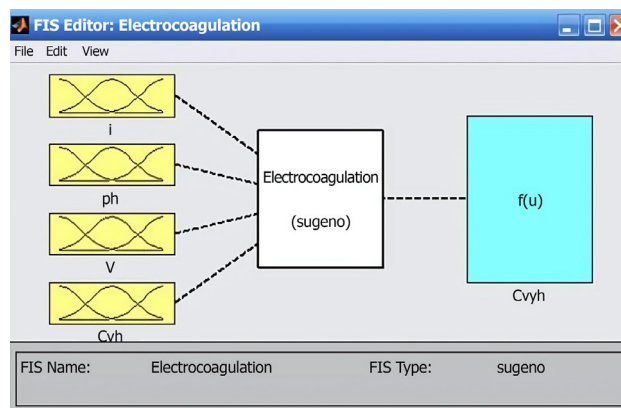 FIS Editor: Electrocoagulation
File Edit View
i
ph
V
Cvh
Electrocoagulation
(sugeno)
f(u)
Cvyh
FIS Name: Electrocoagulation FIS Type: sugeno